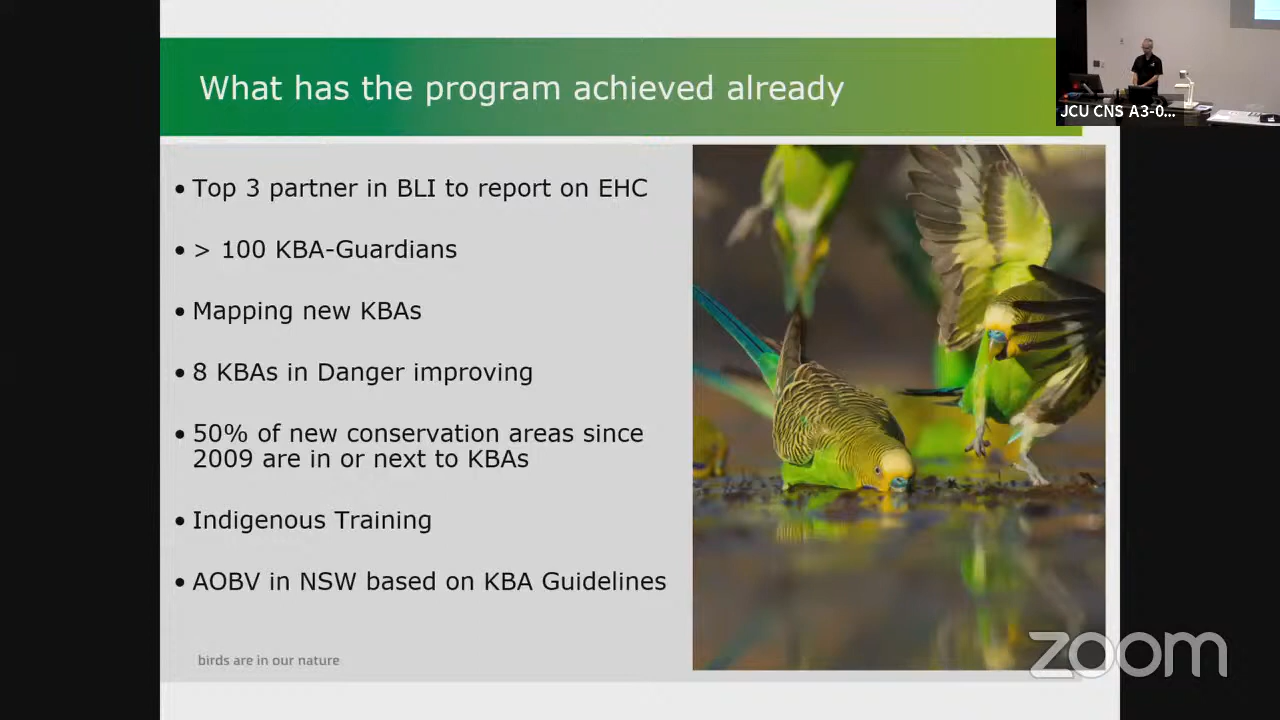 What has the program achieved already
JCU CNS A3-0...
• Top 3 partner in BLI to report on EHC
• > 100 KBA-Guardians
• Mapping new KBAs
• 8 KBAs in Danger improving
• 50% of new conservation areas since
2009 are in or next to KBAs
• Indigenous Training
• AOBV in NSW based on KBA Guidelines
birds are in our nature
zoom